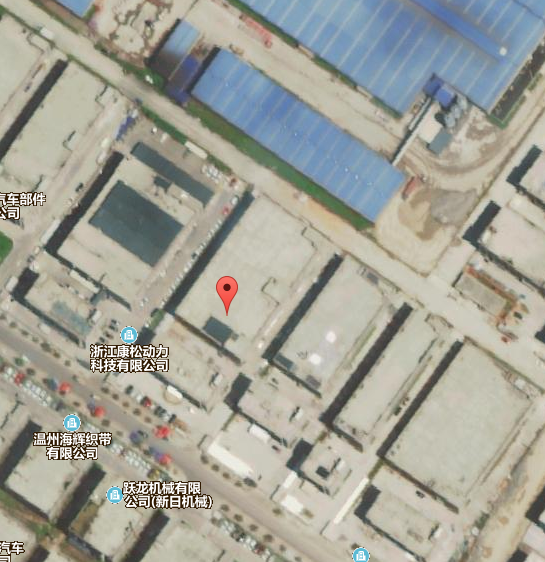 汽车部件
公司
浙江康松动力
科技有限公司
温州海辉织带
有限公司
跃龙机械有限
公司(新日机械)
汽车
司